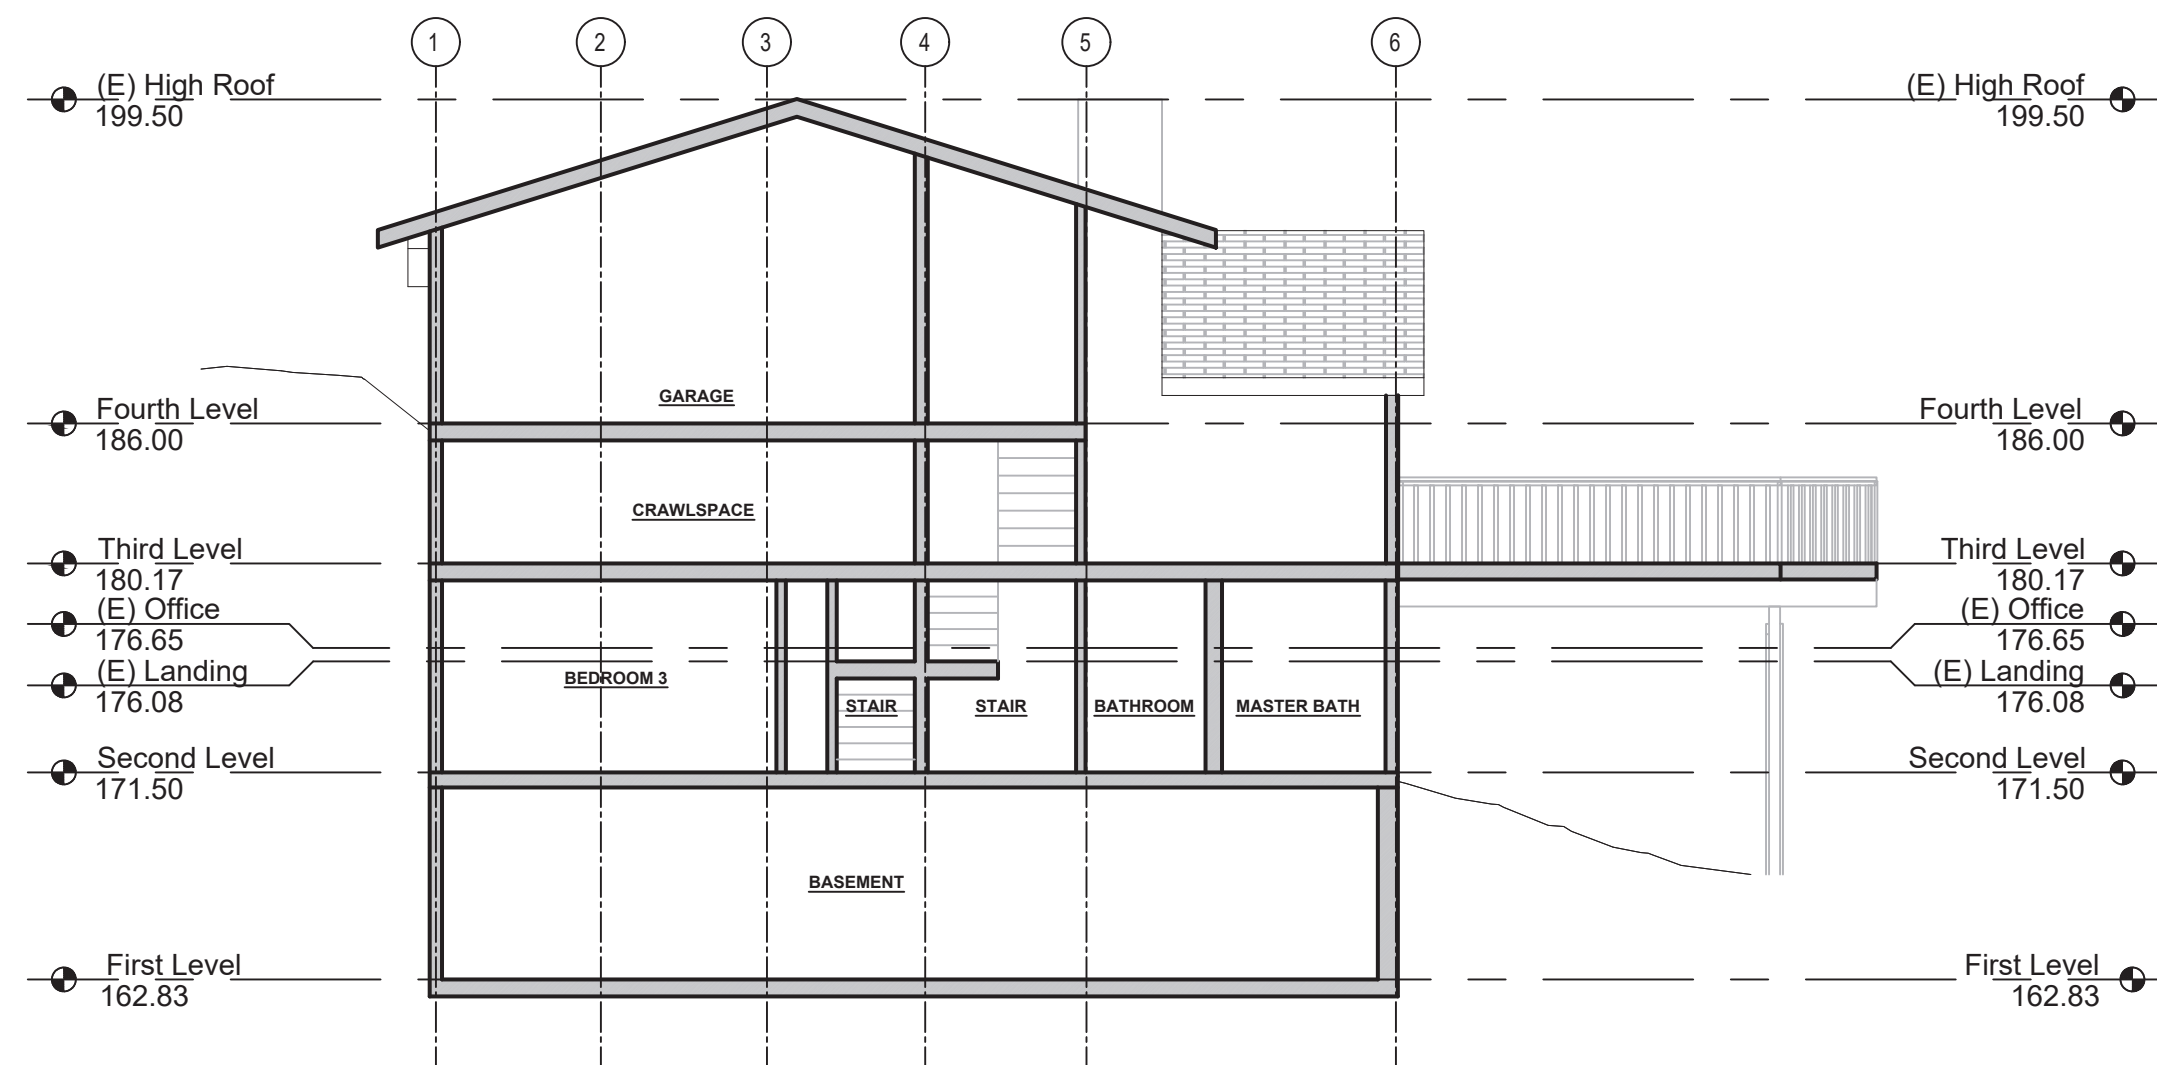 1 2 3 4 5 6
(E) High Roof
199.50
(E) High Roof
199.50
GARAGE
Fourth Level
186.00
Fourth Level
186.00
CRAWLSPACE
Third Level
180.17
Third Level
180.17
(E) Office
176.65
(E) Office
176.65
(E) Landing
176.08
(E) Landing
176.08
BEDROOM 3
STAIR
STAIR
BATHROOM
MASTER BATH
Second Level
171.50
Second Level
171.50
BASEMENT
First Level
162.83
First Level
162.83